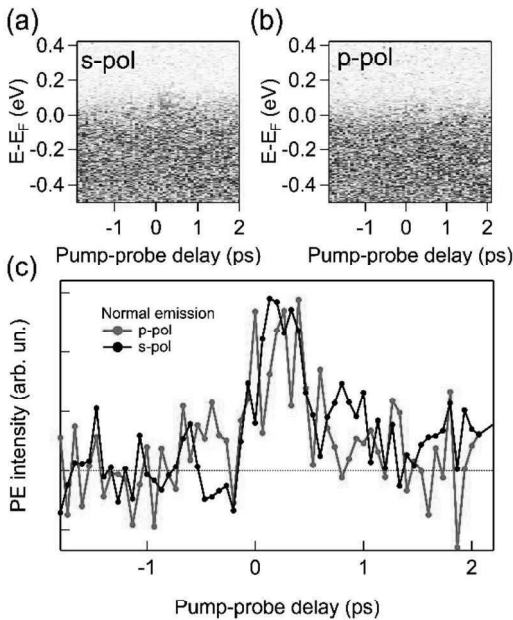 (a)
(b)
s-pol
p-pol
0.4
0.2
0.0
-0.2
-0.4
E-E_F (eV)
-1 0 1 2
Pump-probe delay (ps)
0.4
0.2
0.0
-0.2
-0.4
E-E_F (eV)
-1 0 1 2
Pump-probe delay (ps)
(c)
Normal emission
p-pol
s-pol
PE intensity (arb. un.)
-1 0 1 2
Pump-probe delay (ps)